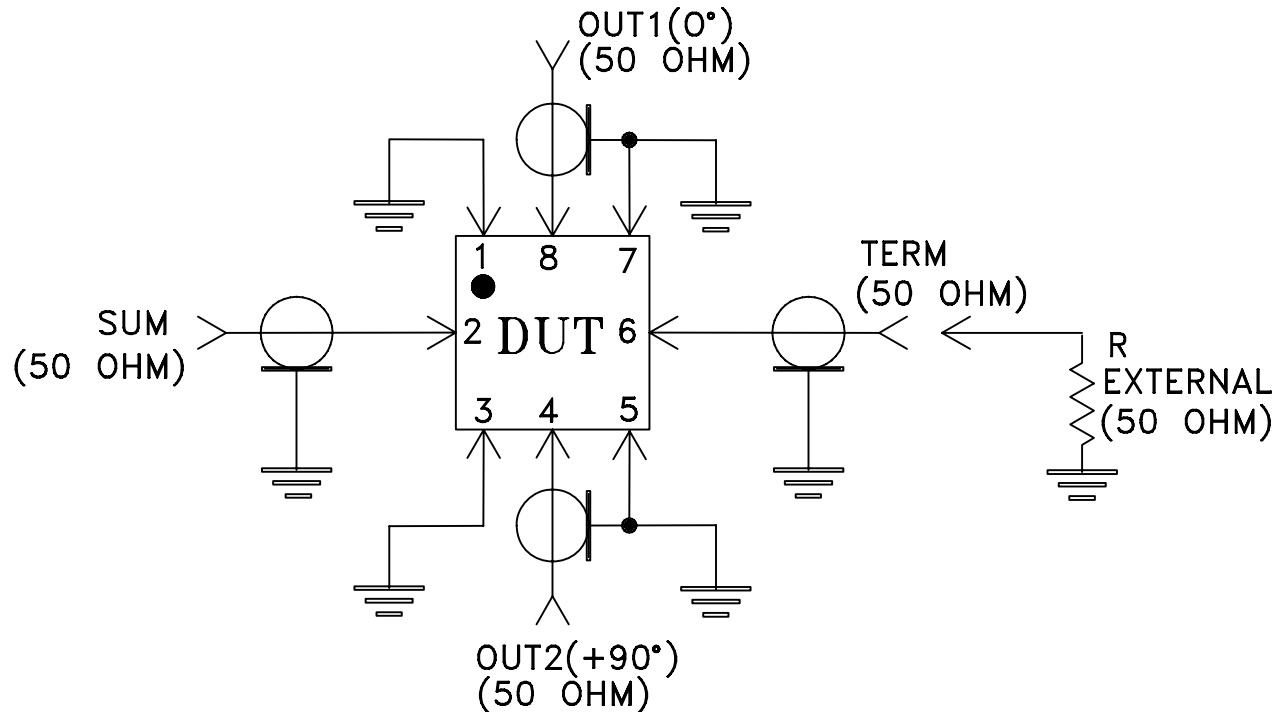 OUT1(0°)
(50 OHM)
1
8
7
TERM
(50 OHM)
SUM
(50 OHM)
2
DUT
6
R
EXTERNAL
(50 OHM)
3
4
5
OUT2(+90°)
(50 OHM)